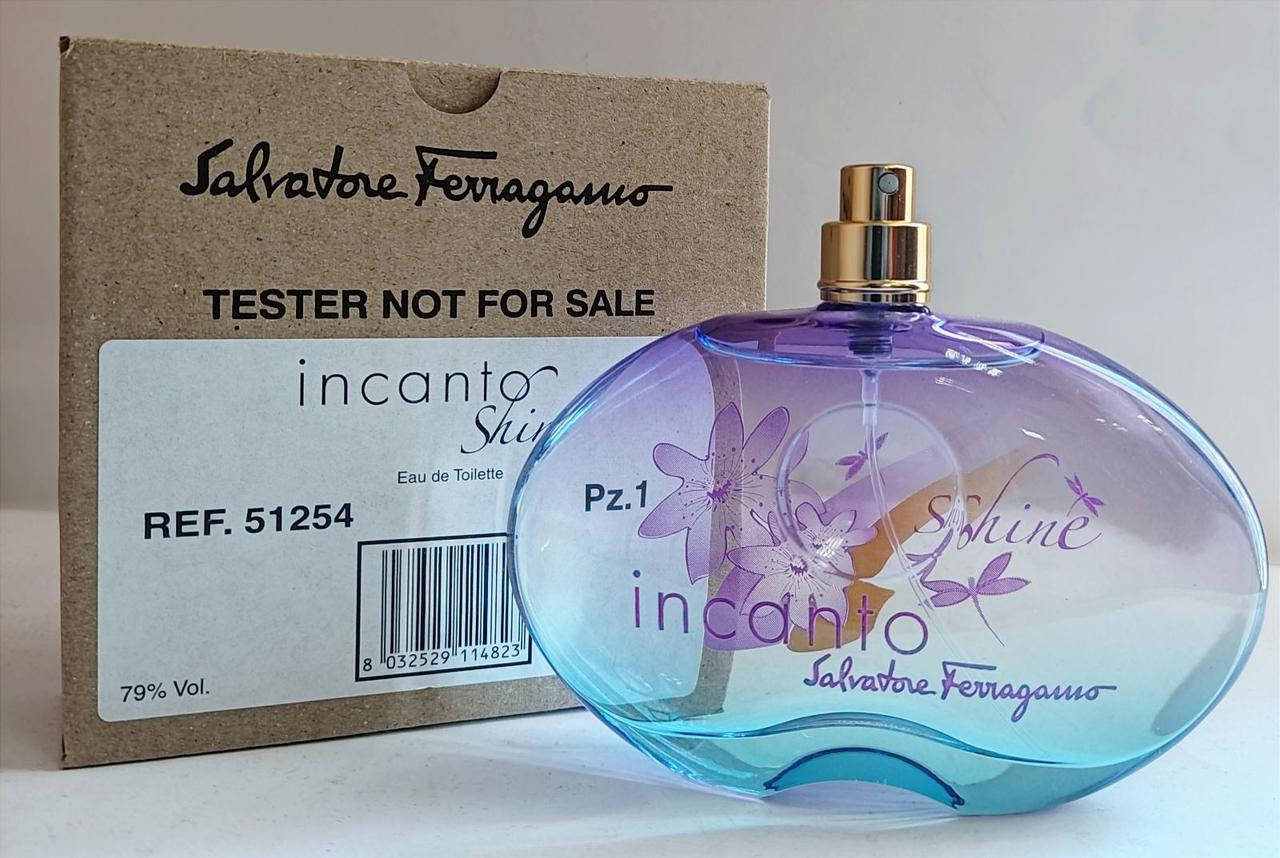 Salvatore Ferragamo
TESTER NOT FOR SALE
incanto
Shin
Eau de Toilette
REF. 51254
Pz.1
8 032529 114823
79% Vol.
Shine
incanto
Salvatore Ferragamo